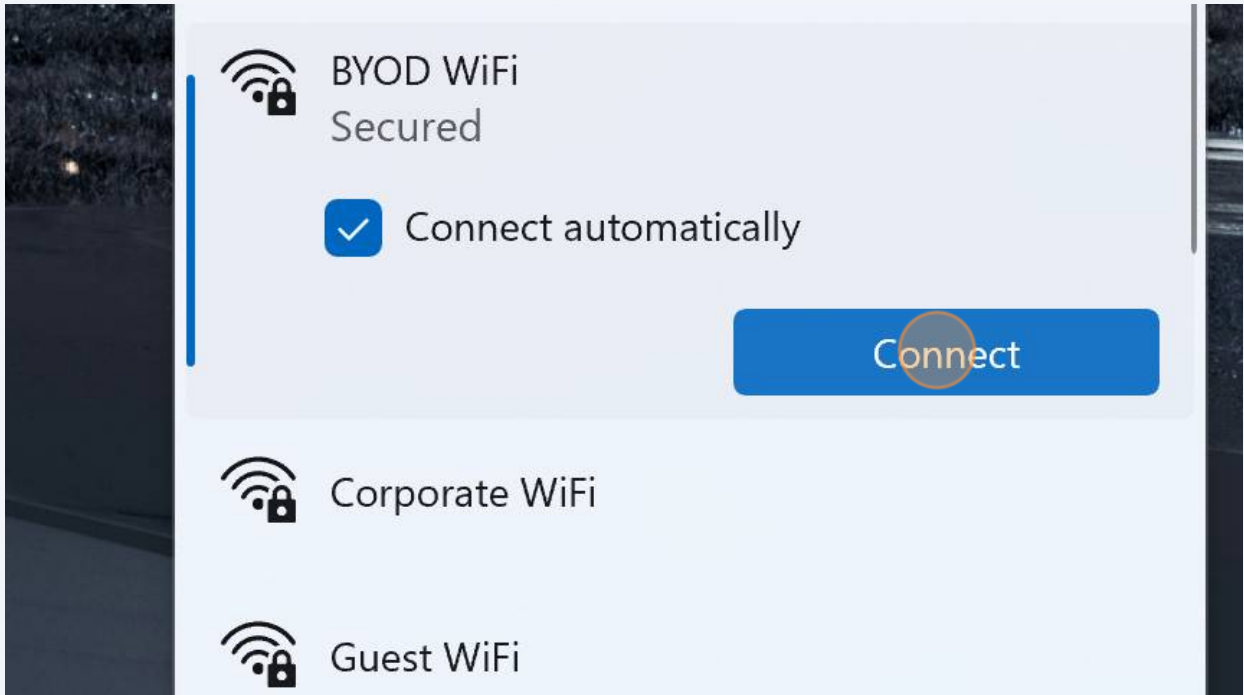 BYOD WiFi
Secured
Connect automatically
Connect
Corporate WiFi
Guest WiFi